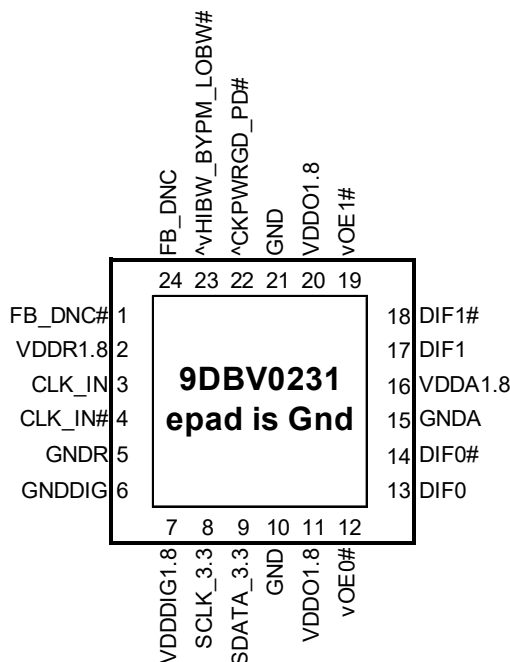 FB_DNC
^vHIBW_BYPM_LOBW#
^CKPWRGD_PD#
GND
VDDO1.8
vOE1#
24 23 22 21 20 19
FB_DNC# 1
VDDR1.8 2
CLK_IN 3
CLK_IN# 4
GNDR 5
GNDDIG 6
9DBV0231
epad is Gnd
18 DIF1#
17 DIF1
16 VDDA1.8
15 GNDA
14 DIF0#
13 DIF0
7 8 9 10 11 12
VDDDIG1.8
SCLK_3.3
SDATA_3.3
GND
VDDO1.8
vOE0#